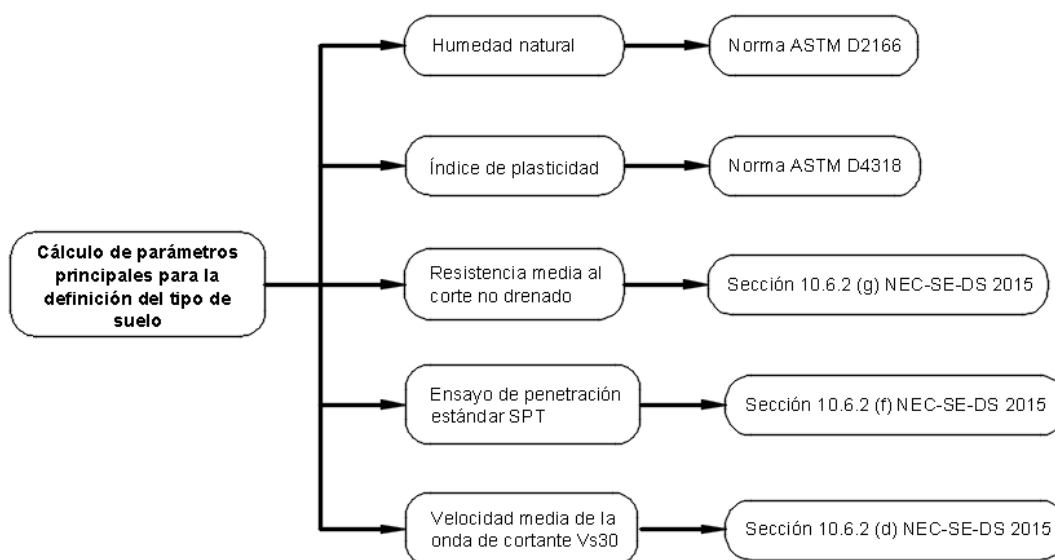 Humedad natural
Norma ASTM D2166
Índice de plasticidad
Norma ASTM D4318
Cálculo de parámetros
principales para la
definición del tipo de
suelo
Resistencia media al
corte no drenado
Sección 10.6.2 (g) NEC-SE-DS 2015
Ensayo de penetración
estándar SPT
Sección 10.6.2 (f) NEC-SE-DS 2015
Velocidad media de la
onda de cortante Vs30
Sección 10.6.2 (d) NEC-SE-DS 2015